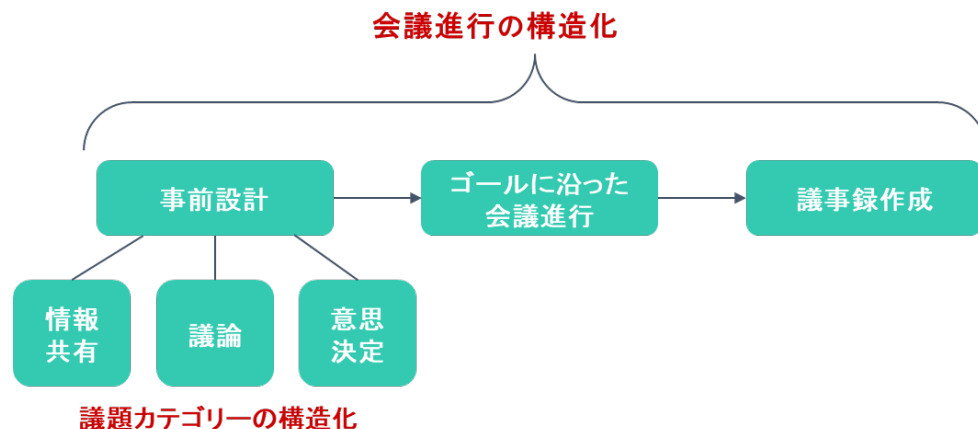 会議進行の構造化
事前設計
ゴールに沿った
会議進行
議事録作成
情報
共有
議論
意思
決定
議題カテゴリーの構造化